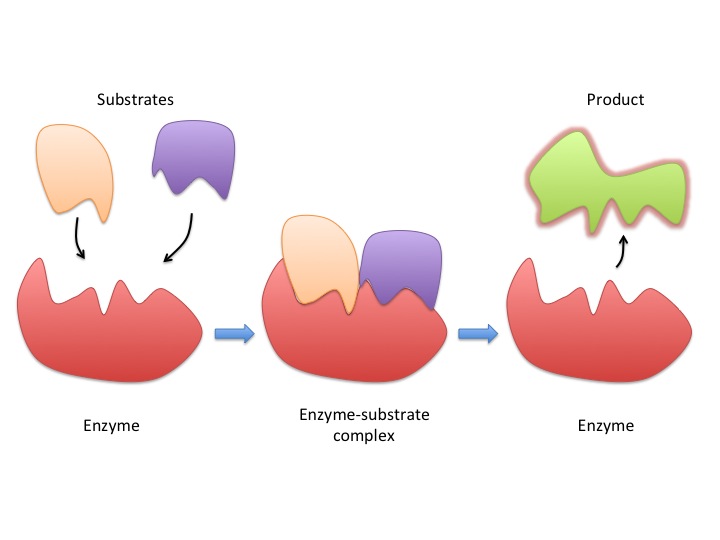 Substrates
Product
Enzyme
Enzyme-substrate
complex
Enzyme